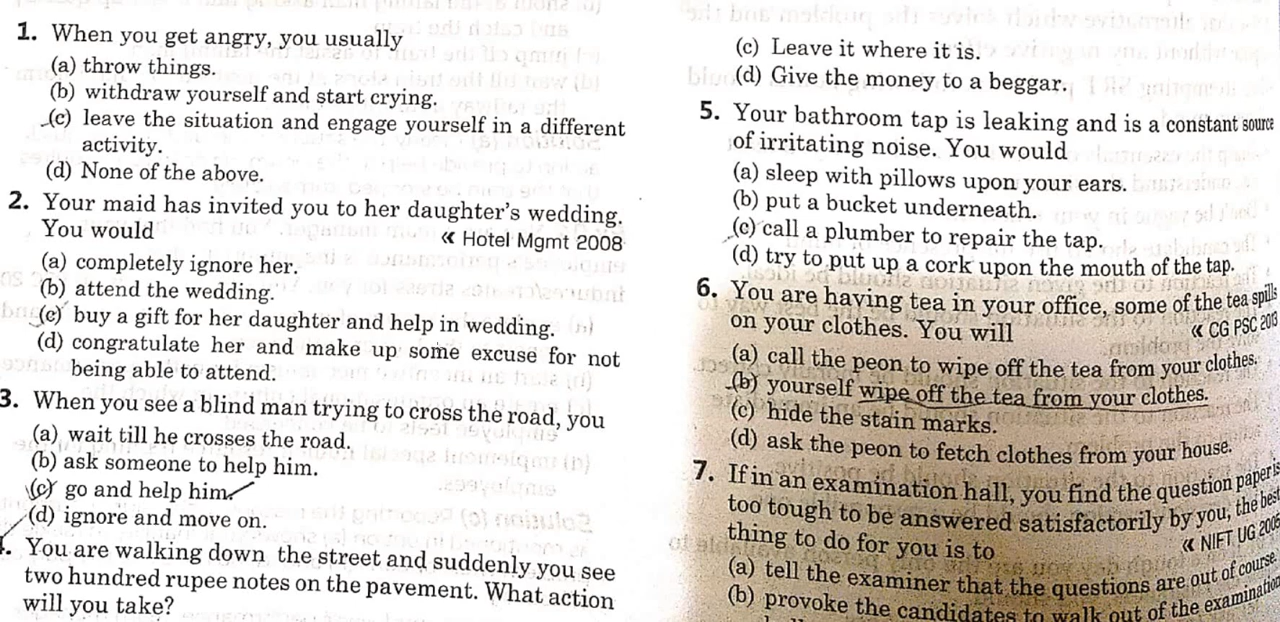 1. When you get angry, you usually
(a) throw things.
(b) withdraw yourself and start crying.
(c) leave the situation and engage yourself in a different
activity.
(d) None of the above.
2. Your maid has invited you to her daughter's wedding.
You would « Hotel Mgmt 2008
(a) completely ignore her.
(b) attend the wedding.
(c) buy a gift for her daughter and help in wedding.
(d) congratulate her and make up some excuse for not
being able to attend.
3. When you see a blind man trying to cross the road, you
(a) wait till he crosses the road.
(b) ask someone to help him.
(c) go and help him.
(d) ignore and move on.
You are walking down the street and suddenly you see
two hundred rupee notes on the pavement. What action
will you take?
(c) Leave it where it is.
(d) Give the money to a beggar.
5. Your bathroom tap is leaking and is a constant source
of irritating noise. You would
(a) sleep with pillows upon your ears.
(b) put a bucket underneath.
(c) call a plumber to repair the tap.
(d) try to put up a cork upon the mouth of the tap.
6. You are having tea in your office, some of the tea spills
on your clothes. You will « CG PSC
(a) call the peon to wipe off the tea from your clothes.
(b) yourself wipe off the tea from your clothes.
(c) hide the stain marks.
(d) ask the peon to fetch clothes from your house.
7. If in an examination hall, you find the question paper is
too tough to be answered satisfactorily by you, the best
thing to do for you is to « NIFT UG
(a) tell the examiner that the questions are out of course.
(b) provoke the candidates to walk out of the examination